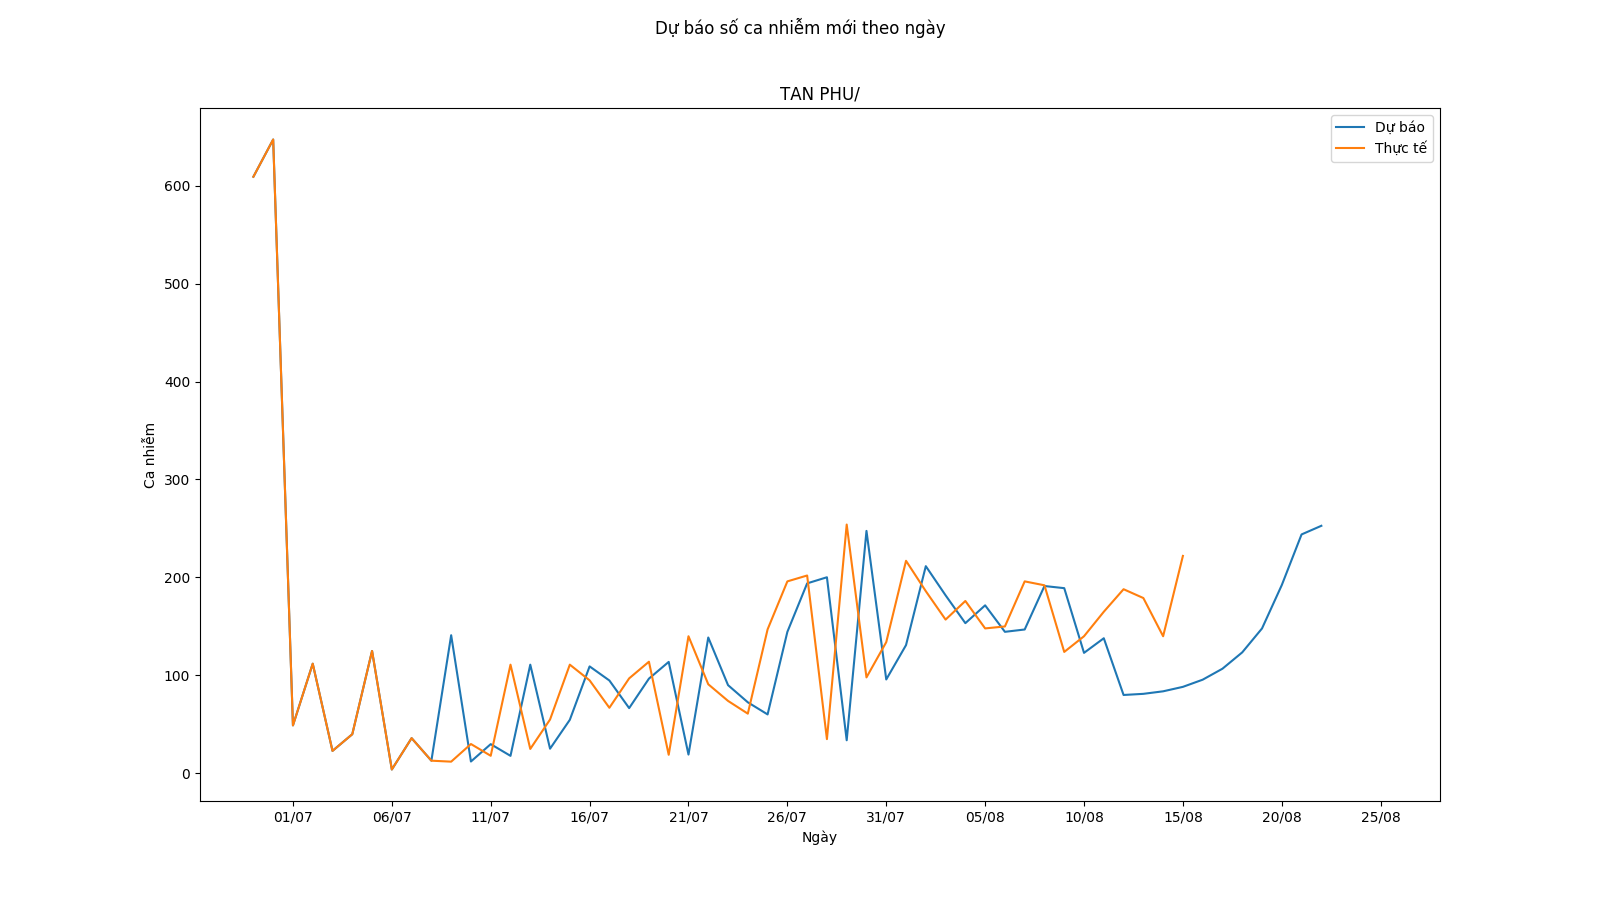 Dự báo số ca nhiễm mới theo ngày
TAN PHU/
Dự báo
Thực tế
600
500
400
300
200
100
0
Ca nhiễm
01/07 06/07 11/07 16/07 21/07 26/07 31/07 05/08 10/08 15/08 20/08 25/08
Ngày